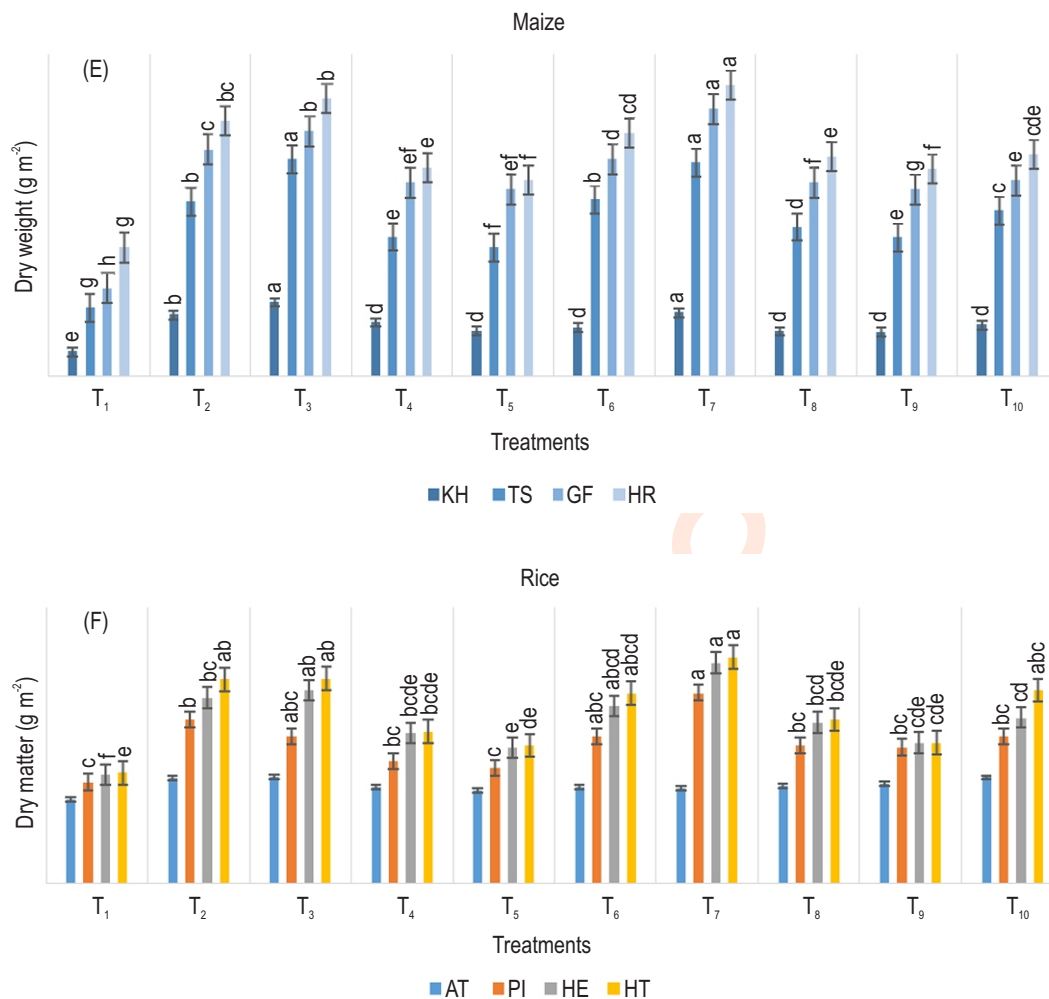 Maize
(E)
Dry weight (g m⁻²)
e g h g
b b c bc
a a b b
d e ef e
d f ef f
d b d cd
a a a a
d d f e
d e g f
d c e cde
T₁ T₂ T₃ T₄ T₅ T₆ T₇ T₈ T₉ T₁₀
Treatments
KH TS GF HR
Rice
(F)
Dry matter (g m⁻²)
c f e
b bc ab
abc ab ab
bc bcde bcde
c e de
abc abcd abcd
a a a
bc bcd bcde
bc cde cde
bc cd abc
T₁ T₂ T₃ T₄ T₅ T₆ T₇ T₈ T₉ T₁₀
Treatments
AT PI HE HT